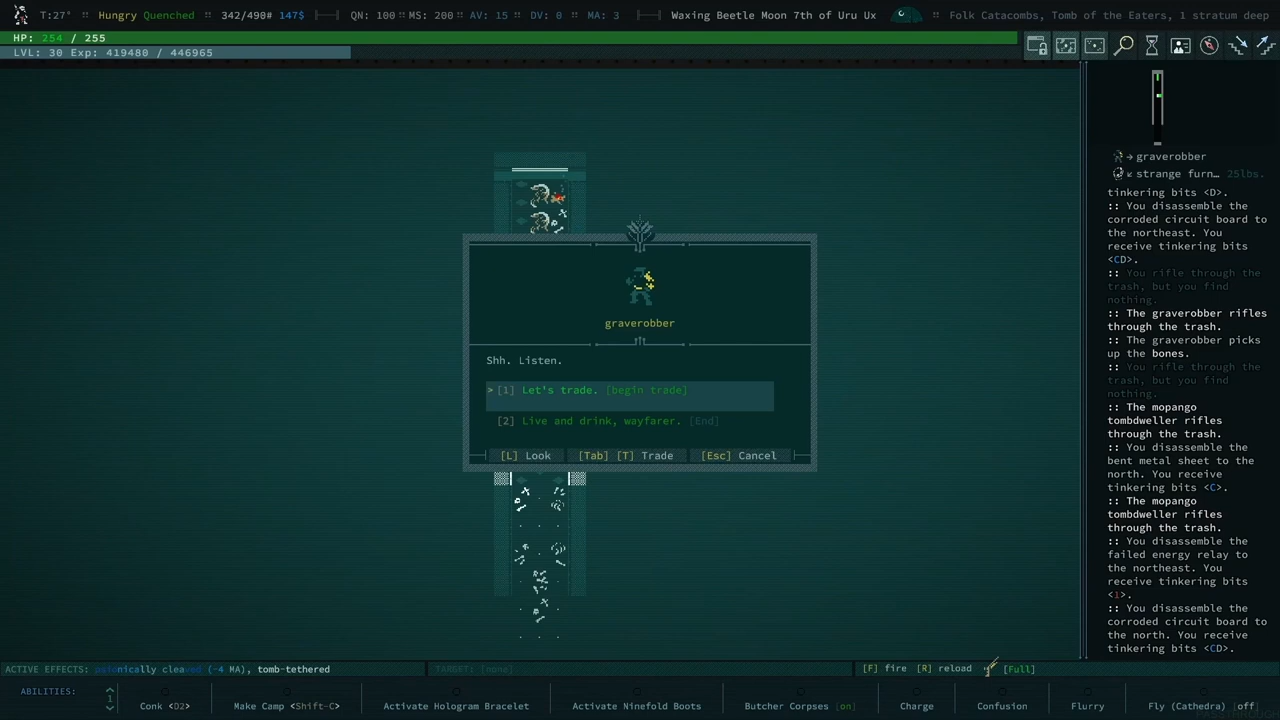 T:27° Hungry Quenched 342/490# 147$ QN: 100 MS: 200 AV: 15 DV: 0 MA: 3 Waxing Beetle Moon 7th of Uru Ux Folk Catacombs, Tomb of the Eaters, 1 stratum deep
HP: 254 / 255
LVL: 30 Exp: 419480 / 446965
graverobber
strange furn… 25lbs.
tinkering bits <D>.
:: You disassemble the
corroded circuit board to
the northeast. You
receive tinkering bits
<CD>.
:: You rifle through the
trash, but you find
nothing.
:: The graverobber rifles
through the trash.
:: The graverobber picks
up the bones.
:: You rifle through the
trash, but you find
nothing.
:: The mopango
tombdweller rifles
through the trash.
:: You disassemble the
bent metal sheet to the
north. You receive
tinkering bits <C>.
:: The mopango
tombdweller rifles
through the trash.
:: You disassemble the
failed energy relay to
the northeast. You
receive tinkering bits
<1>.
:: You disassemble the
corroded circuit board to
the north. You receive
tinkering bits <CD>.
graverobber
Shh. Listen.
> [1] Let's trade. [begin trade]
[2] Live and drink, wayfarer. [End]
[L] Look [Tab] [T] Trade [Esc] Cancel
ACTIVE EFFECTS: psionically cleaved (-4 MA), tomb-tethered TARGET: [none] [F] fire [R] reload [Full]
ABILITIES: 1 Conk <D2> Make Camp <Shift-C> Activate Hologram Bracelet Activate Ninefold Boots Butcher Corpses [on] Charge Confusion Flurry Fly (Cathedra) off